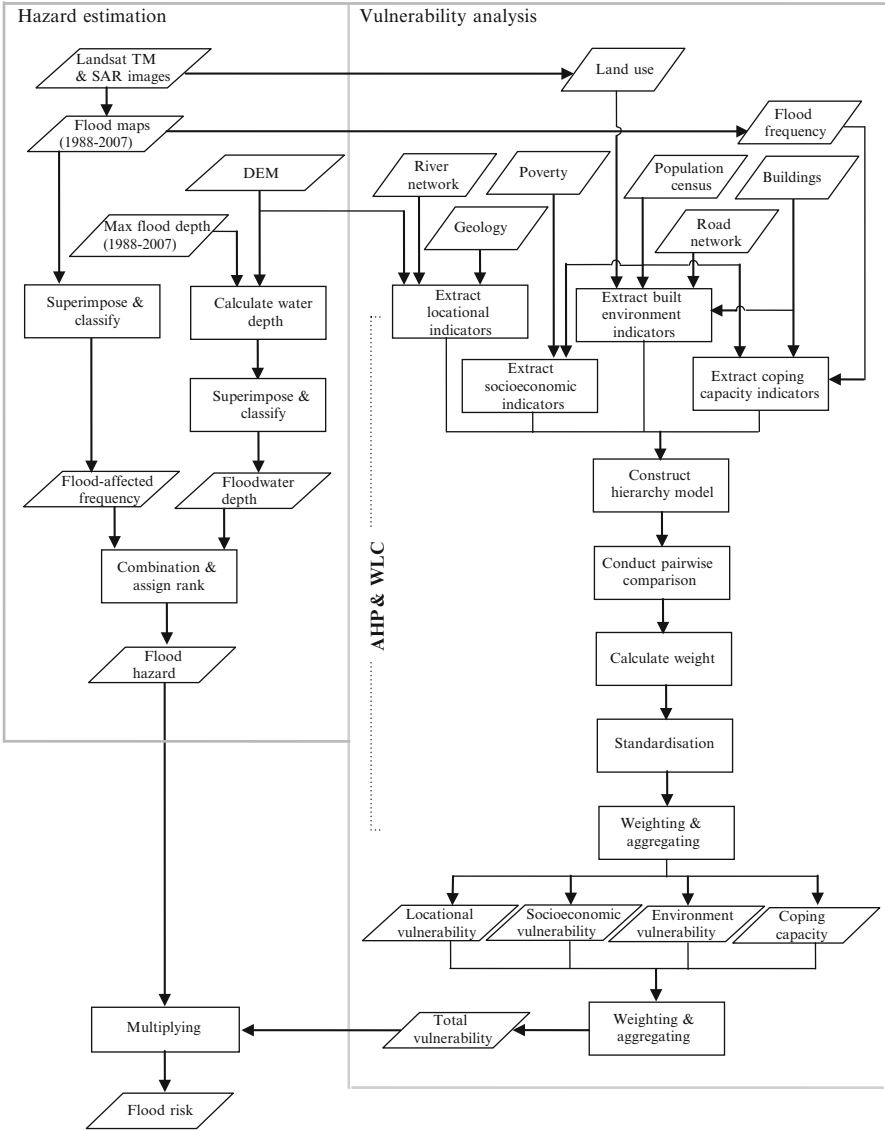 Hazard estimation
Vulnerability analysis
Landsat TM
& SAR images
Land use
Flood maps
(1988-2007)
Flood
frequency
DEM
River
network
Poverty
Population
census
Buildings
Max flood depth
(1988-2007)
Geology
Road
network
Superimpose &
classify
Calculate water
depth
Extract
locational
indicators
Extract built
environment
indicators
Extract
socioeconomic
indicators
Extract coping
capacity indicators
Superimpose
& classify
Flood-affected
frequency
Floodwater
depth
Construct
hierarchy model
Combination &
assign rank
Conduct pairwise
comparison
AHP & WLC
Flood
hazard
Calculate weight
Standardisation
Weighting &
aggregating
Locational
vulnerability
Socioeconomic
vulnerability
Environment
vulnerability
Coping
capacity
Multiplying
Total
vulnerability
Weighting &
aggregating
Flood risk